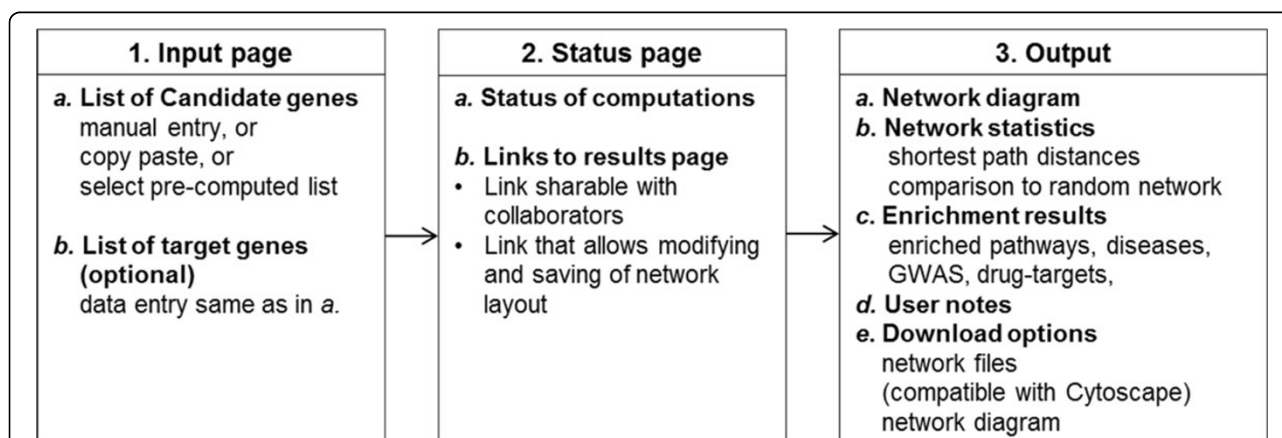 1. Input page
a. List of Candidate genes
manual entry, or
copy paste, or
select pre-computed list
b. List of target genes
(optional)
data entry same as in a.
2. Status page
a. Status of computations
b. Links to results page
• Link sharable with
collaborators
• Link that allows modifying
and saving of network
layout
3. Output
a. Network diagram
b. Network statistics
shortest path distances
comparison to random network
c. Enrichment results
enriched pathways, diseases,
GWAS, drug-targets,
d. User notes
e. Download options
network files
(compatible with Cytoscape)
network diagram